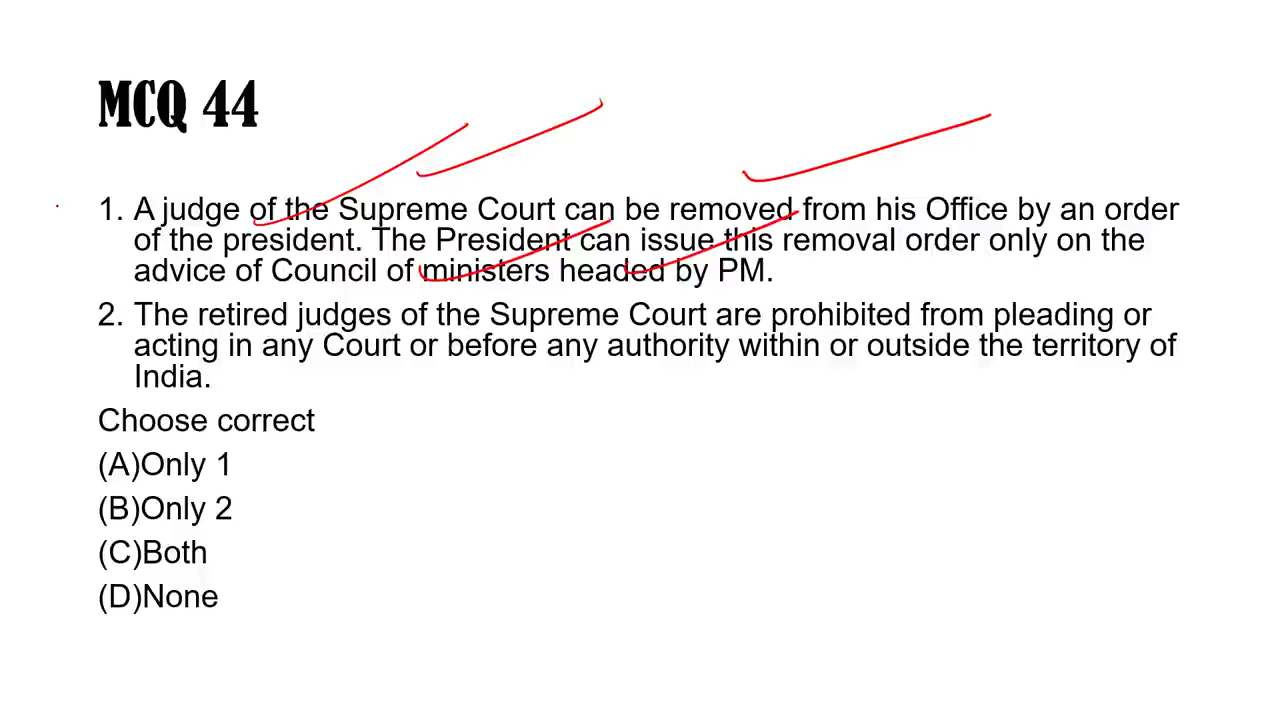 MCQ 44
1. A judge of the Supreme Court can be removed from his Office by an order
of the president. The President can issue this removal order only on the
advice of Council of ministers headed by PM.
2. The retired judges of the Supreme Court are prohibited from pleading or
acting in any Court or before any authority within or outside the territory of
India.
Choose correct
(A)Only 1
(B)Only 2
(C)Both
(D)None